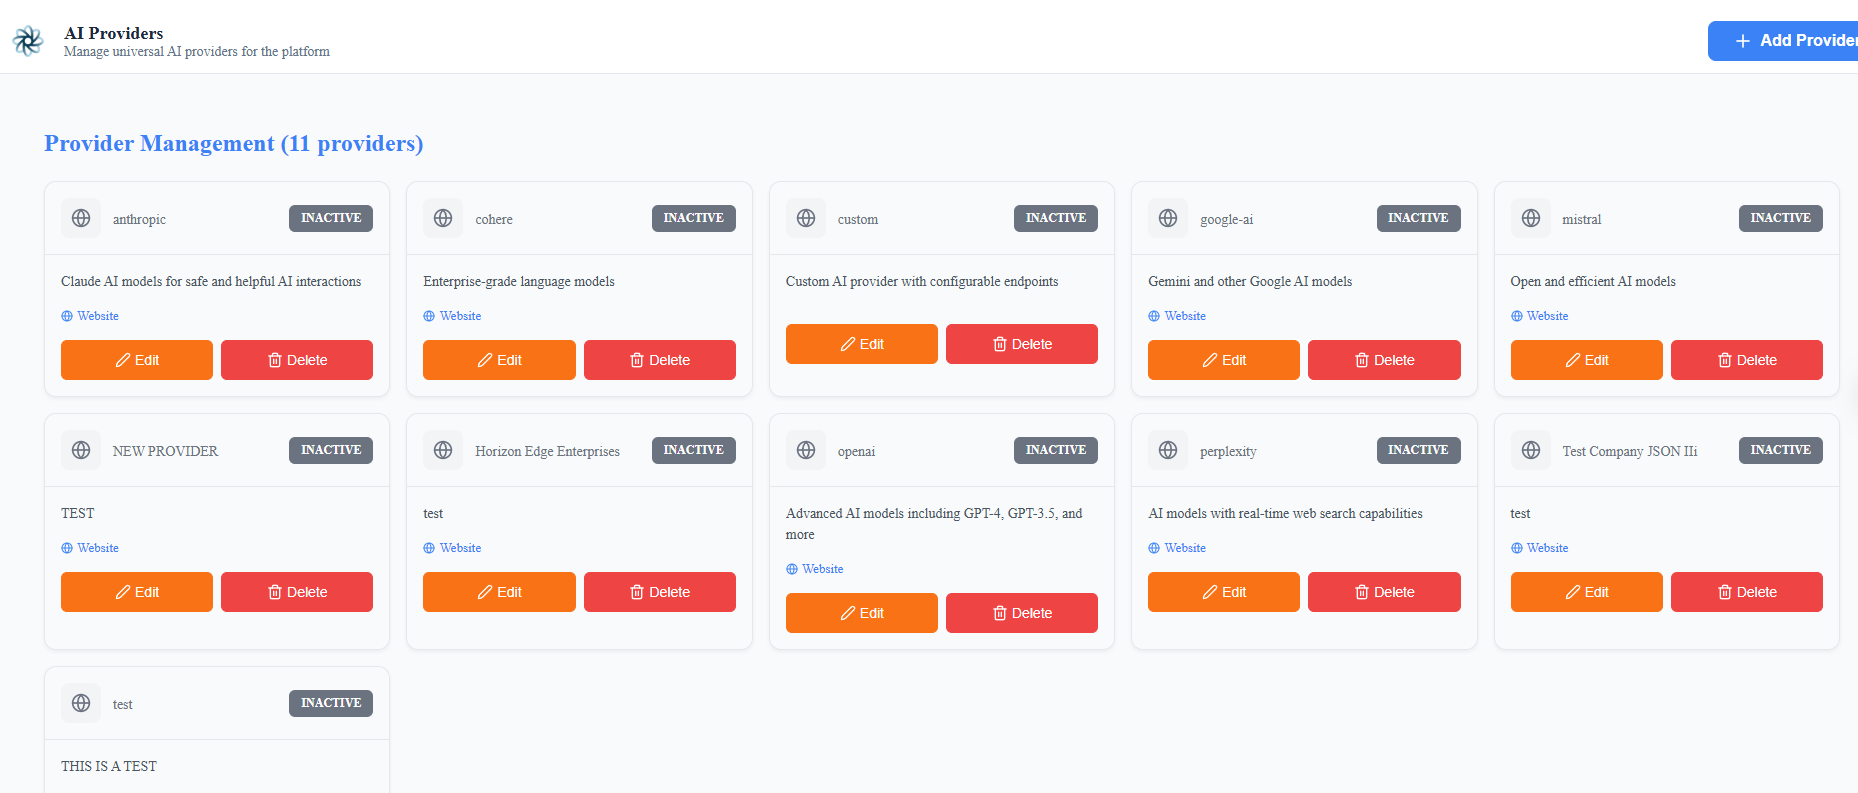 AI Providers
Manage universal AI providers for the platform
Add Provider
Provider Management (11 providers)
anthropic
INACTIVE
Claude AI models for safe and helpful AI interactions
Website
Edit
Delete
cohere
INACTIVE
Enterprise-grade language models
Website
Edit
Delete
custom
INACTIVE
Custom AI provider with configurable endpoints
Edit
Delete
google-ai
INACTIVE
Gemini and other Google AI models
Website
Edit
Delete
mistral
INACTIVE
Open and efficient AI models
Website
Edit
Delete
NEW PROVIDER
INACTIVE
TEST
Website
Edit
Delete
Horizon Edge Enterprises
INACTIVE
test
Website
Edit
Delete
openai
INACTIVE
Advanced AI models including GPT-4, GPT-3.5, and
more
Website
Edit
Delete
perplexity
INACTIVE
AI models with real-time web search capabilities
Website
Edit
Delete
Test Company JSON IIi
INACTIVE
test
Website
Edit
Delete
test
INACTIVE
THIS IS A TEST